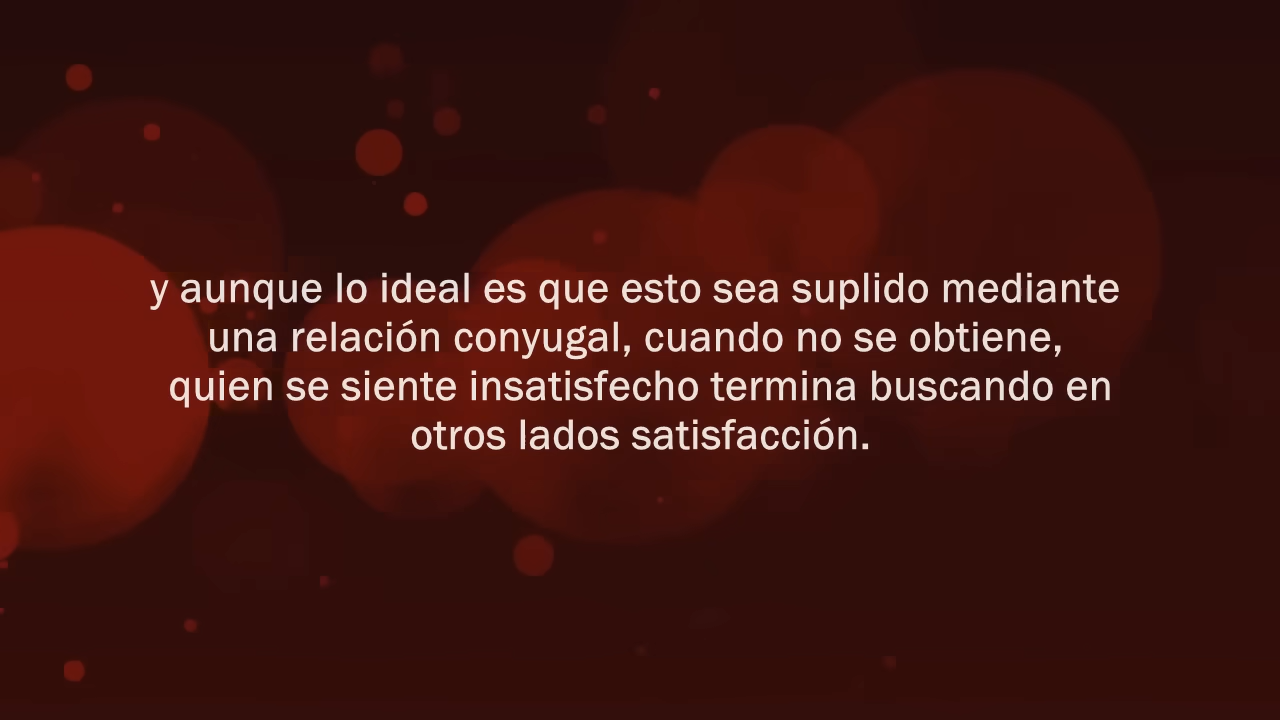 y aunque lo ideal es que esto sea suplido mediante
una relación conyugal, cuando no se obtiene,
quien se siente insatisfecho termina buscando en
otros lados satisfacción.